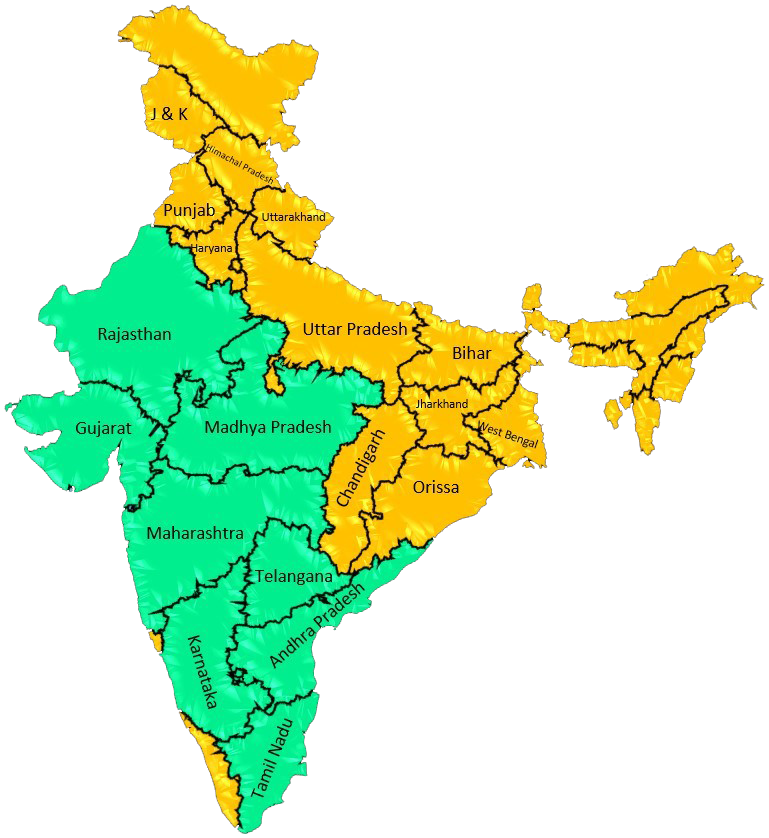 J & K
Himachal Pradesh
Punjab
Uttarakhand
Haryana
Rajasthan
Uttar Pradesh
Bihar
Jharkhand
Gujarat
Madhya Pradesh
West Bengal
Chandigarh
Orissa
Maharashtra
Telangana
Andhra Pradesh
Karnataka
Tamil Nadu